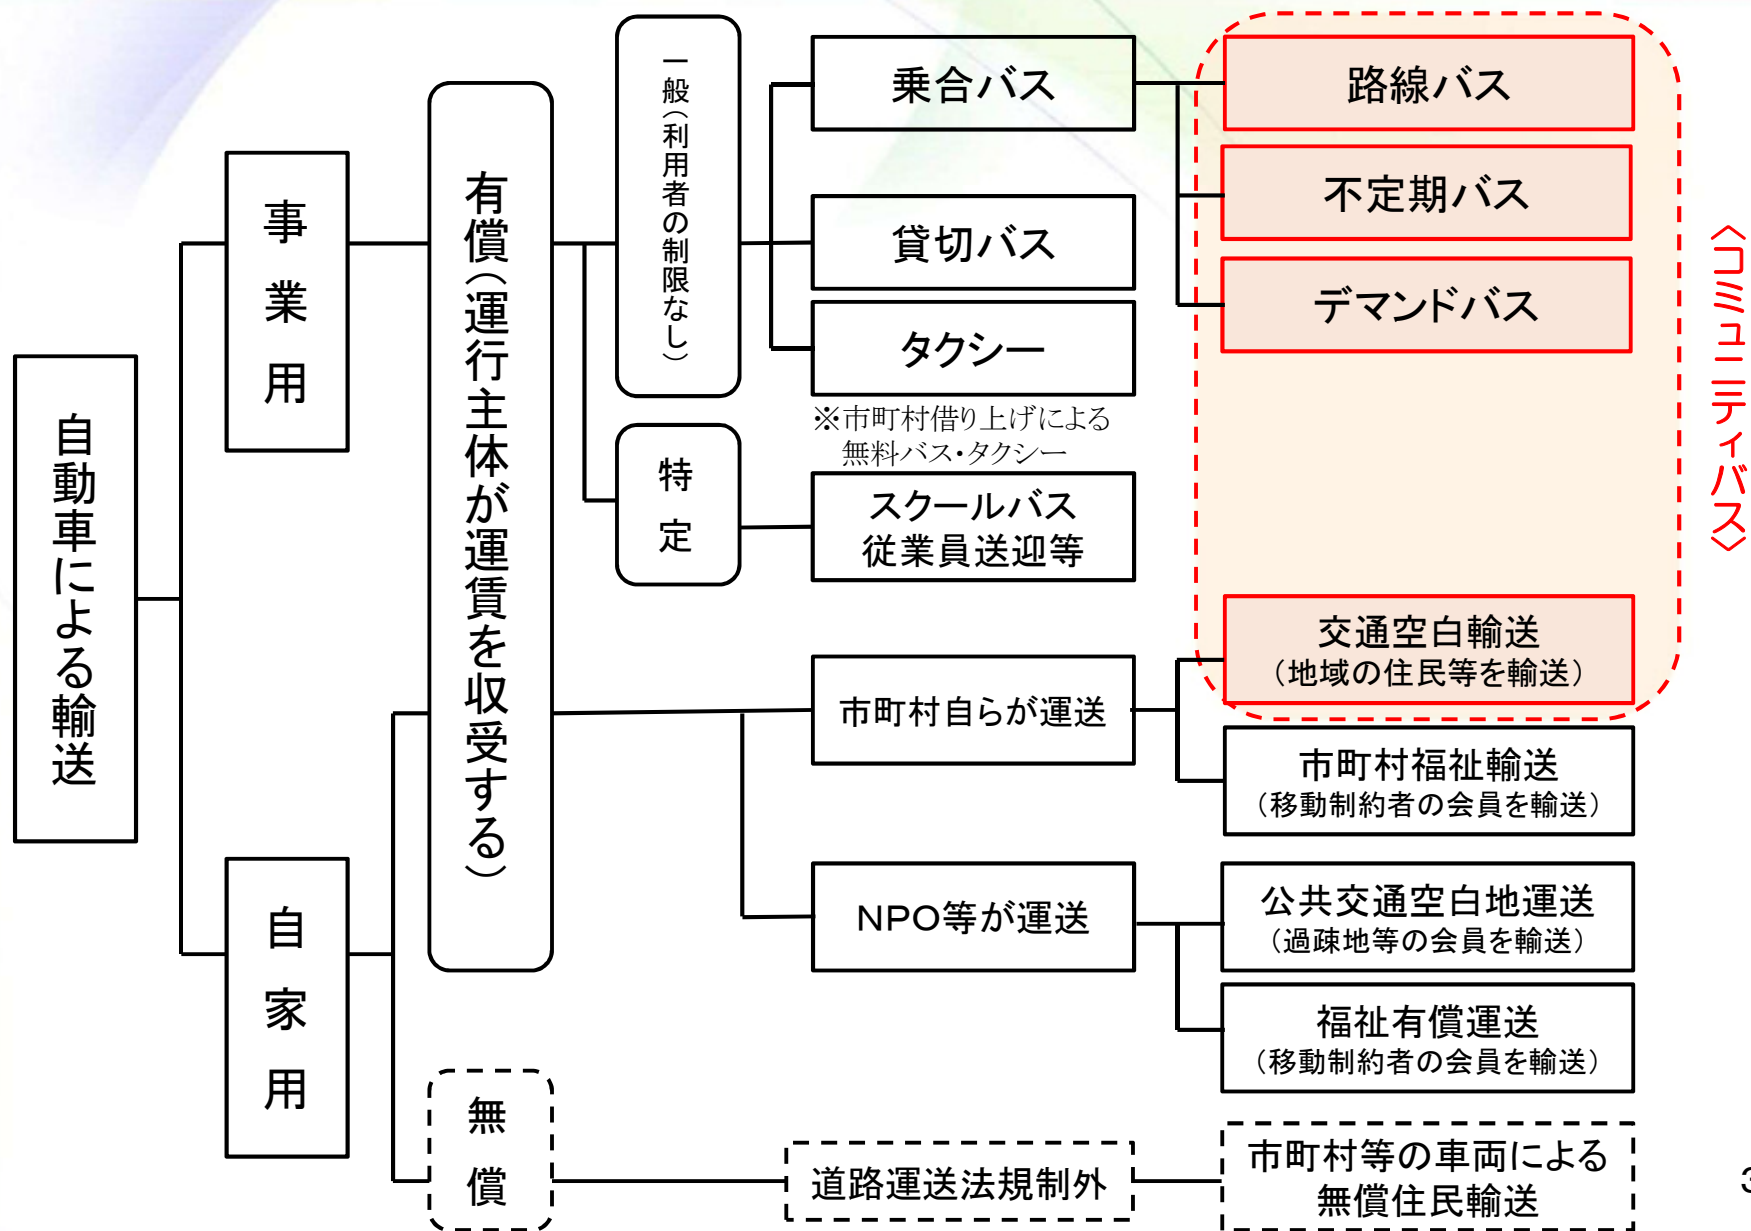 自動車による輸送
事業用
自家用
有償（運行主体が運賃を収受する）
無償
一般（利用者の制限なし）
特定
乗合バス
貸切バス
タクシー
※市町村借り上げによる
無料バス・タクシー
スクールバス
従業員送迎等
市町村自らが運送
NPO等が運送
道路運送法規制外
路線バス
不定期バス
デマンドバス
交通空白輸送
（地域の住民等を輸送）
市町村福祉輸送
（移動制約者の会員を輸送）
公共交通空白地運送
（過疎地等の会員を輸送）
福祉有償運送
（移動制約者の会員を輸送）
市町村等の車両による
無償住民輸送
〈コミュニティバス〉
3